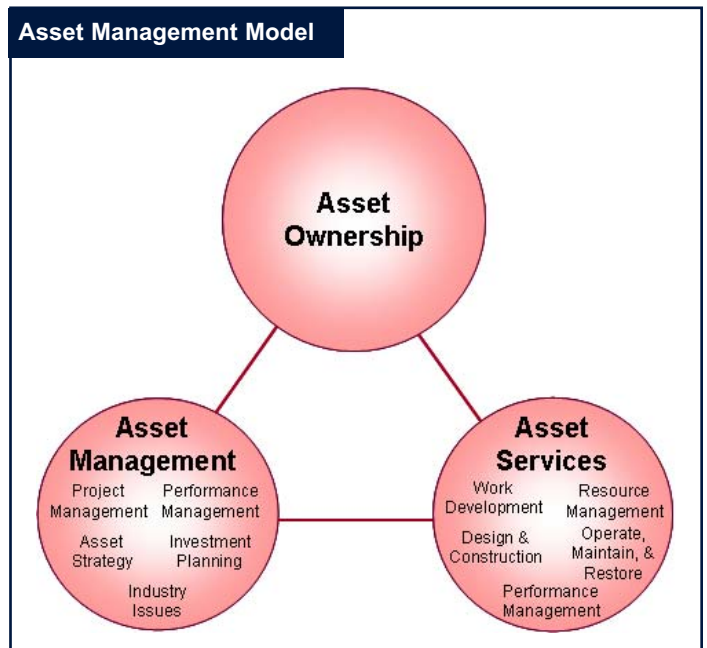 Asset Management Model
Asset
Ownership
Asset
Management
Project
Management
Performance
Management
Asset
Strategy
Investment
Planning
Industry
Issues
Asset
Services
Work
Development
Resource
Management
Design &
Construction
Operate,
Maintain, &
Restore
Performance
Management